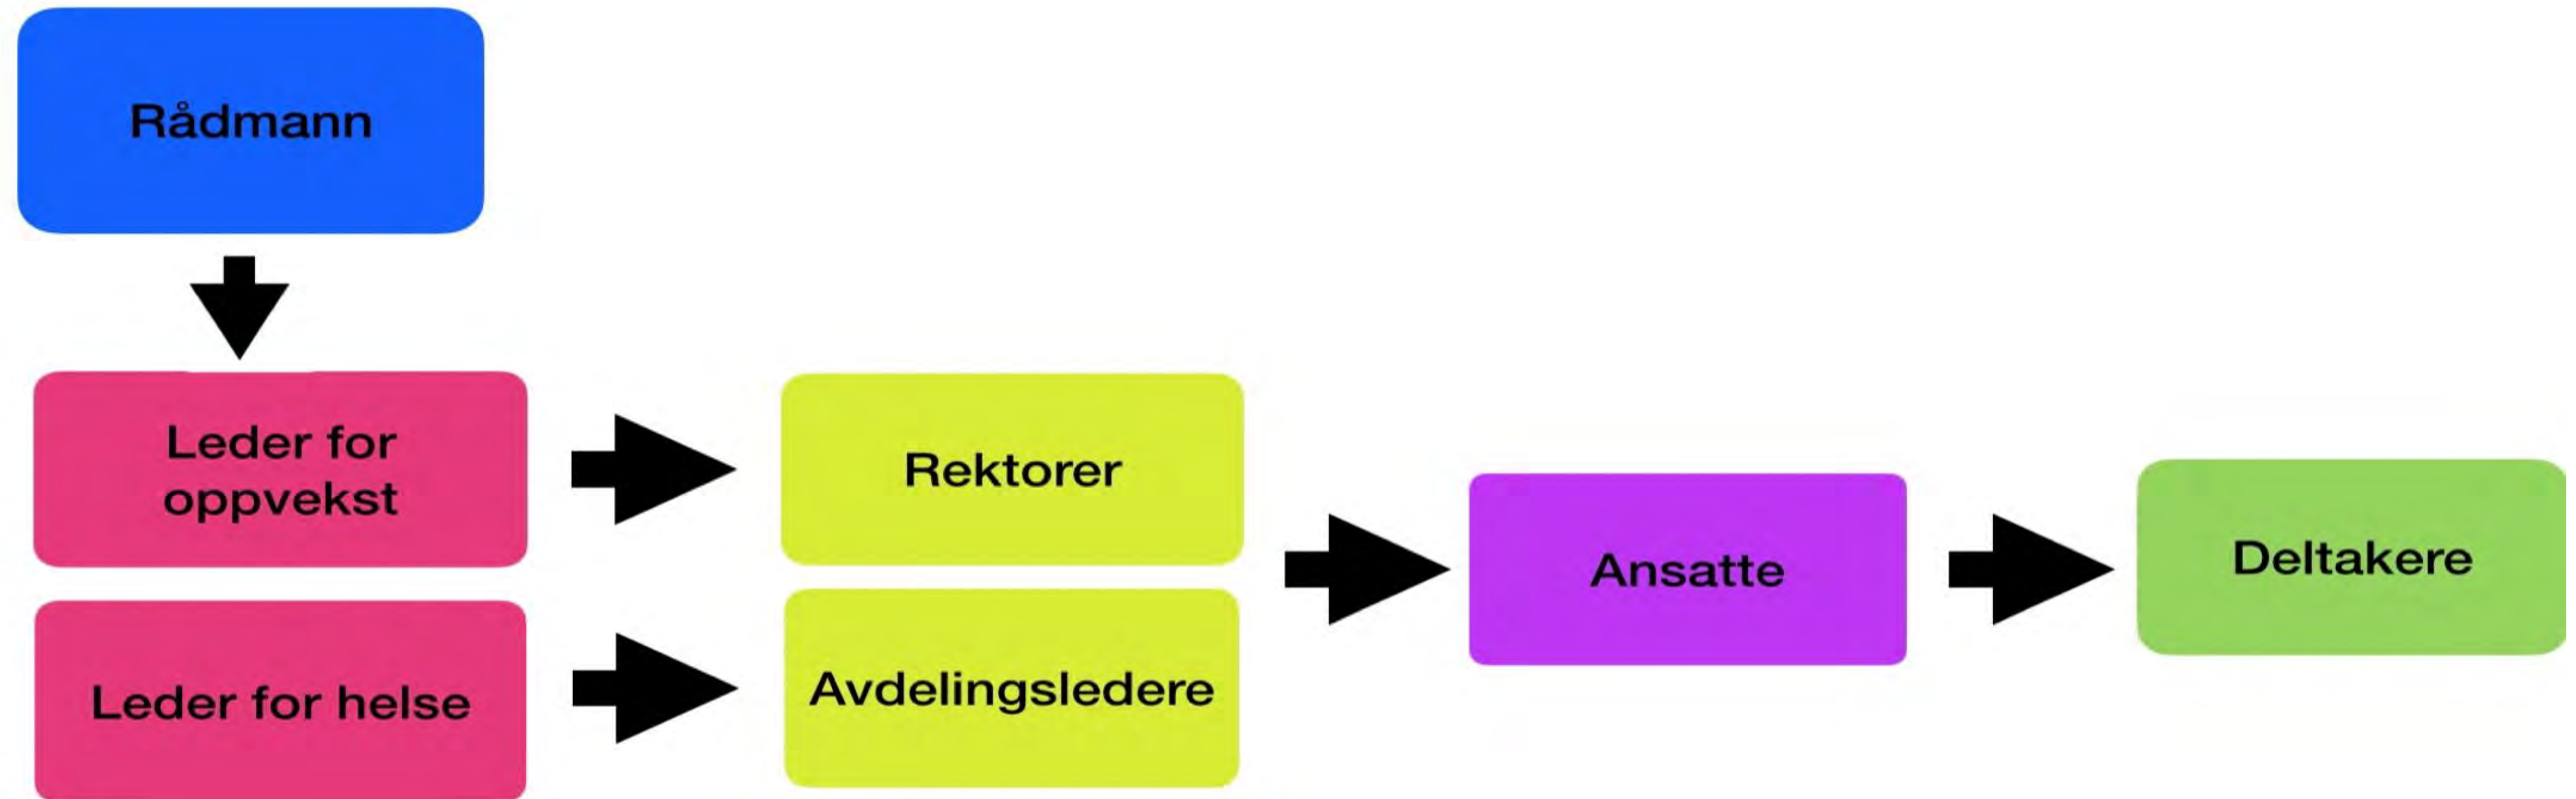 Rådmann
Leder for
oppvekst
Rektorer
Ansatte
Deltakere
Leder for helse
Avdelingsledere